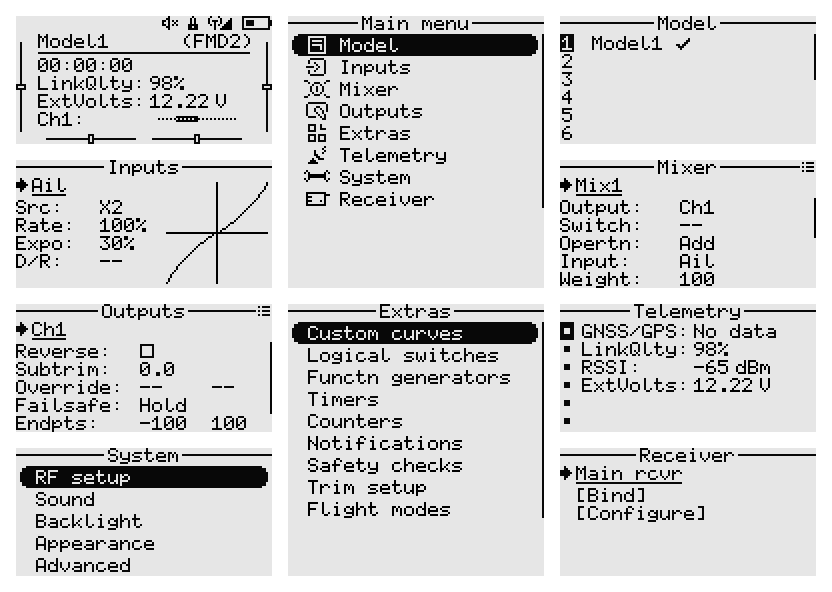 Model1 (FMD2)
00:00:00
LinkQlty: 98%
ExtVolts: 12.22 V
Ch1:
Main menu
Model
Inputs
Mixer
Outputs
Extras
Telemetry
System
Receiver
Model
1 Model1 ✓
2
3
4
5
6
Inputs
Ail
Src: X2
Rate: 100%
Expo: 30%
D/R: --
Mixer
Mix1
Output: Ch1
Switch: --
Opertn: Add
Input: Ail
Weight: 100
Outputs
Ch1
Reverse:
Subtrim: 0.0
Override: -- --
Failsafe: Hold
Endpts: -100 100
Extras
Custom curves
Logical switches
Functn generators
Timers
Counters
Notifications
Safety checks
Trim setup
Flight modes
Telemetry
GNSS/GPS: No data
LinkQlty: 98%
RSSI: -65 dBm
ExtVolts: 12.22 V
System
RF setup
Sound
Backlight
Appearance
Advanced
Receiver
Main rcvr
[Bind]
[Configure]